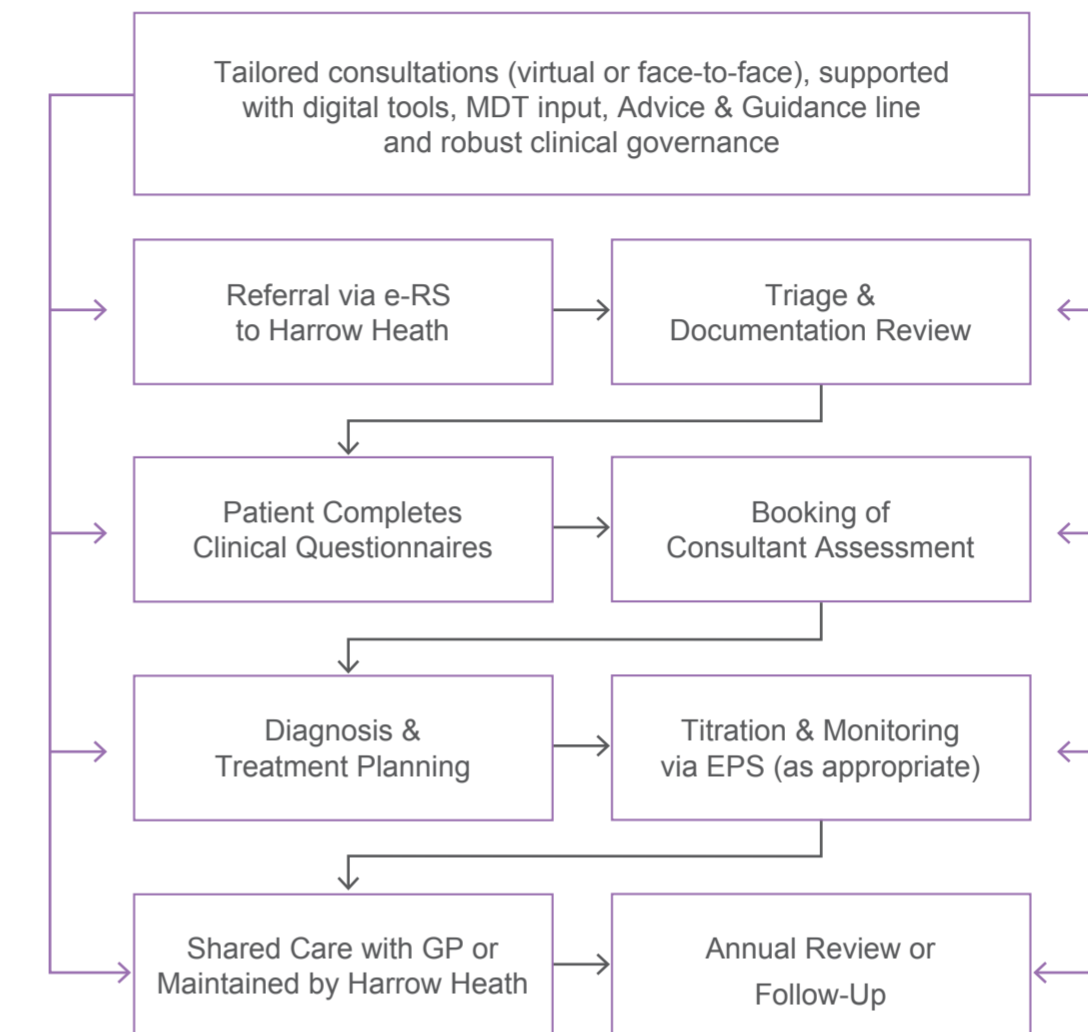 Tailored consultations (virtual or face-to-face), supported
with digital tools, MDT input, Advice & Guidance line
and robust clinical governance
Referral via e-RS
to Harrow Heath
Triage &
Documentation Review
Patient Completes
Clinical Questionnaires
Booking of
Consultant Assessment
Diagnosis &
Treatment Planning
Titration & Monitoring
via EPS (as appropriate)
Shared Care with GP or
Maintained by Harrow Heath
Annual Review or
Follow-Up